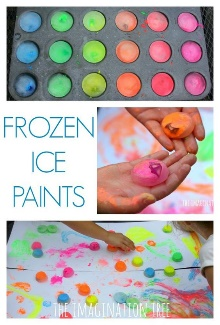 FROZEN
ICE
PAINTS
THE IMAGINATION TREE